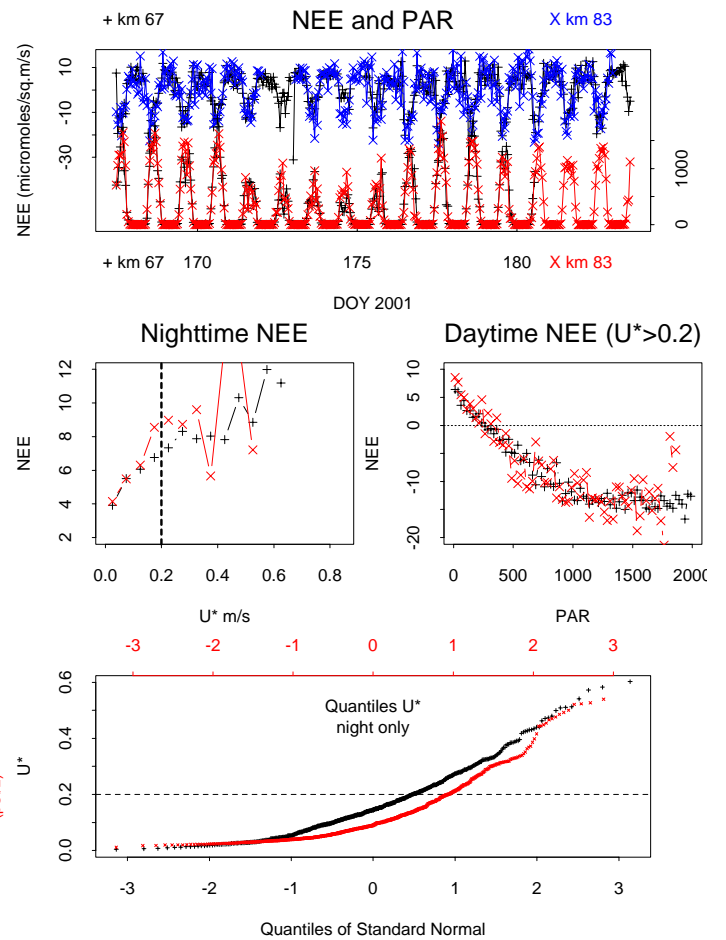 + km 67 NEE and PAR X km 83
NEE (micromoles/sq.m/s)
10
-10
-30
1000
0
+ km 67 170 175 180 X km 83
DOY 2001
Nighttime NEE
NEE
12
10
8
6
4
2
0.0 0.2 0.4 0.6 0.8
U* m/s
Daytime NEE (U*>0.2)
NEE
10
5
0
-10
-20
0 500 1000 1500 2000
PAR
-3 -2 -1 0 1 2 3
Quantiles U*
night only
U*
0.6
0.4
0.2
0.0
-3 -2 -1 0 1 2 3
Quantiles of Standard Normal